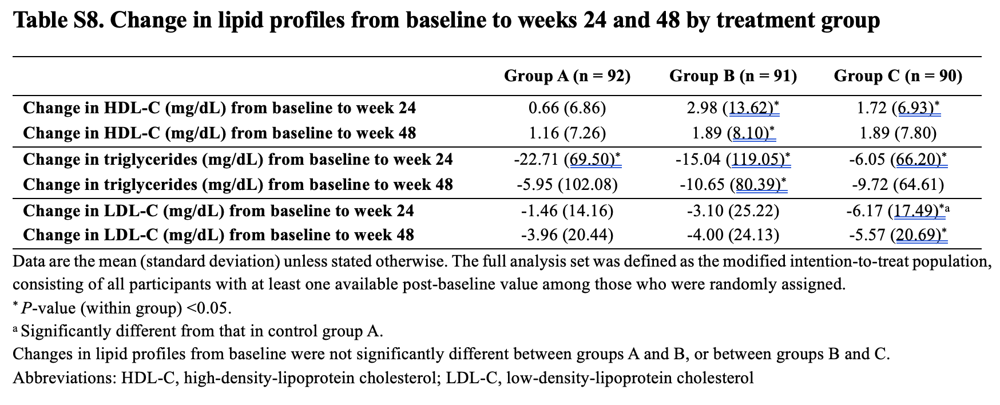 Table S8. Change in lipid profiles from baseline to weeks 24 and 48 by treatment group
Group A (n = 92) Group B (n = 91) Group C (n = 90)
Change in HDL-C (mg/dL) from baseline to week 24 0.66 (6.86) 2.98 (13.62)* 1.72 (6.93)*
Change in HDL-C (mg/dL) from baseline to week 48 1.16 (7.26) 1.89 (8.10)* 1.89 (7.80)
Change in triglycerides (mg/dL) from baseline to week 24 -22.71 (69.50)* -15.04 (119.05)* -6.05 (66.20)*
Change in triglycerides (mg/dL) from baseline to week 48 -5.95 (102.08) -10.65 (80.39)* -9.72 (64.61)
Change in LDL-C (mg/dL) from baseline to week 24 -1.46 (14.16) -3.10 (25.22) -6.17 (17.49)*a
Change in LDL-C (mg/dL) from baseline to week 48 -3.96 (20.44) -4.00 (24.13) -5.57 (20.69)*
Data are the mean (standard deviation) unless stated otherwise. The full analysis set was defined as the modified intention-to-treat population,
consisting of all participants with at least one available post-baseline value among those who were randomly assigned.
* P-value (within group) <0.05.
a Significantly different from that in control group A.
Changes in lipid profiles from baseline were not significantly different between groups A and B, or between groups B and C.
Abbreviations: HDL-C, high-density-lipoprotein cholesterol; LDL-C, low-density-lipoprotein cholesterol